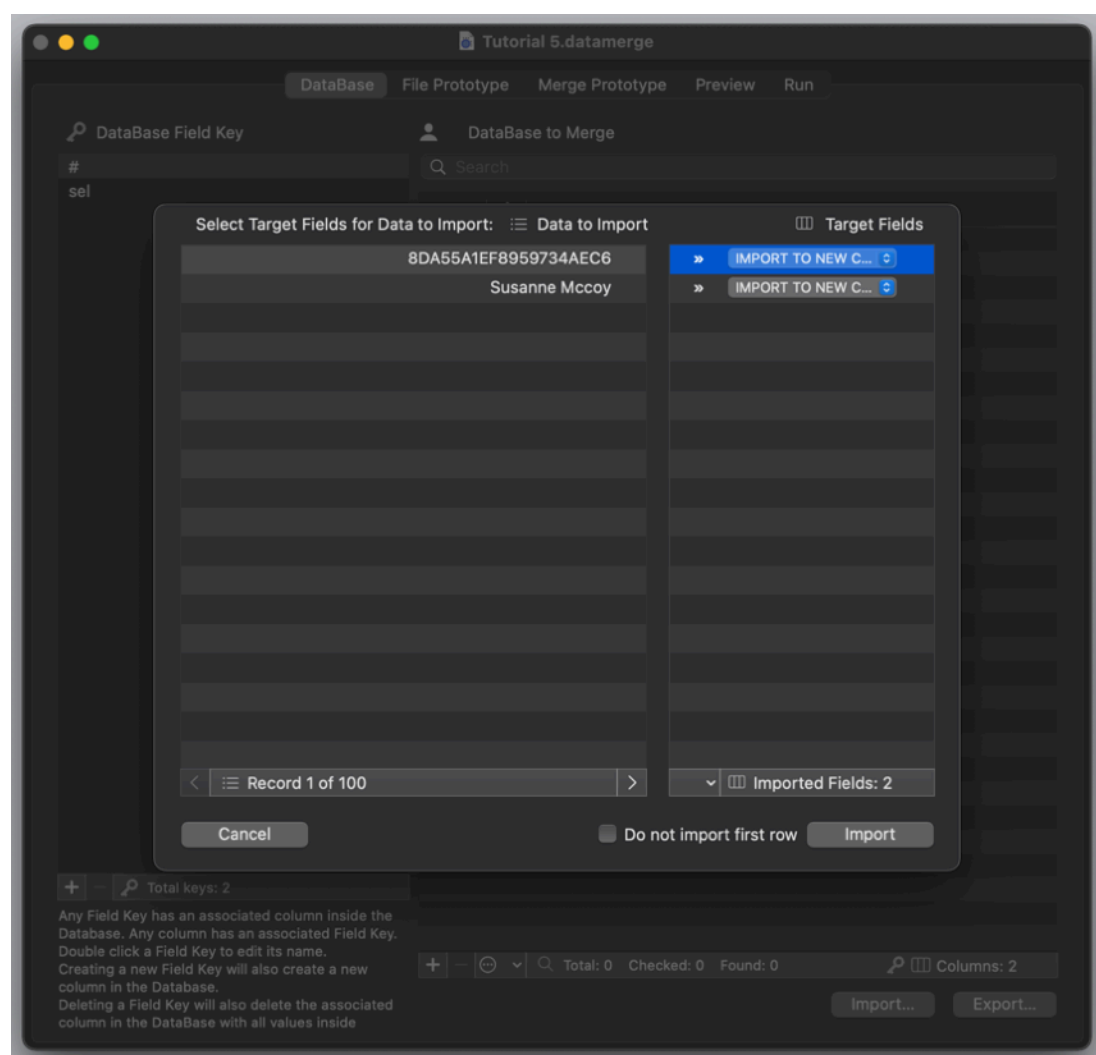 Tutorial 5.datamerge
DataBase File Prototype Merge Prototype Preview Run
DataBase Field Key
DataBase to Merge
#
Search
sel
Select Target Fields for Data to Import: Data to Import Target Fields
8DA55A1EF8959734AEC6 » IMPORT TO NEW C...
Susanne Mccoy » IMPORT TO NEW C...
< Record 1 of 100 > Imported Fields: 2
Cancel Do not import first row Import
+ − Total keys: 2
Any Field Key has an associated column inside the
Database. Any column has an associated Field Key.
Double click a Field Key to edit its name.
Creating a new Field Key will also create a new
column in the Database.
Deleting a Field Key will also delete the associated
column in the DataBase with all values inside
+ − Total: 0 Checked: 0 Found: 0 Columns: 2
Import... Export...